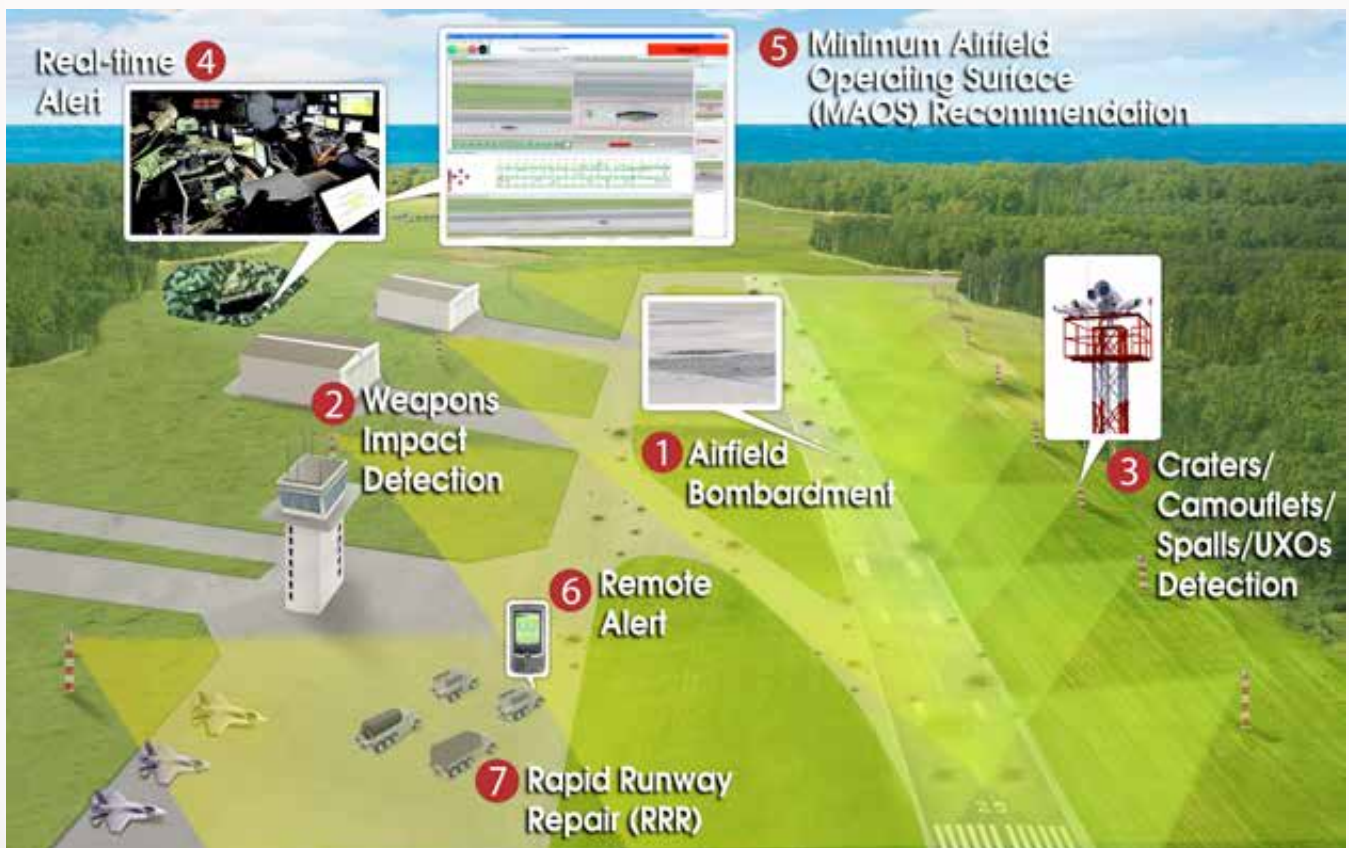 Real-time 4
Alert
5 Minimum Airfield
Operating Surface
(MAOS) Recommendation
2 Weapons
Impact
Detection
1 Airfield
Bombardment
3 Craters/
Camouflets/
Spalls/UXOs
Detection
6 Remote
Alert
7 Rapid Runway
Repair (RRR)
25